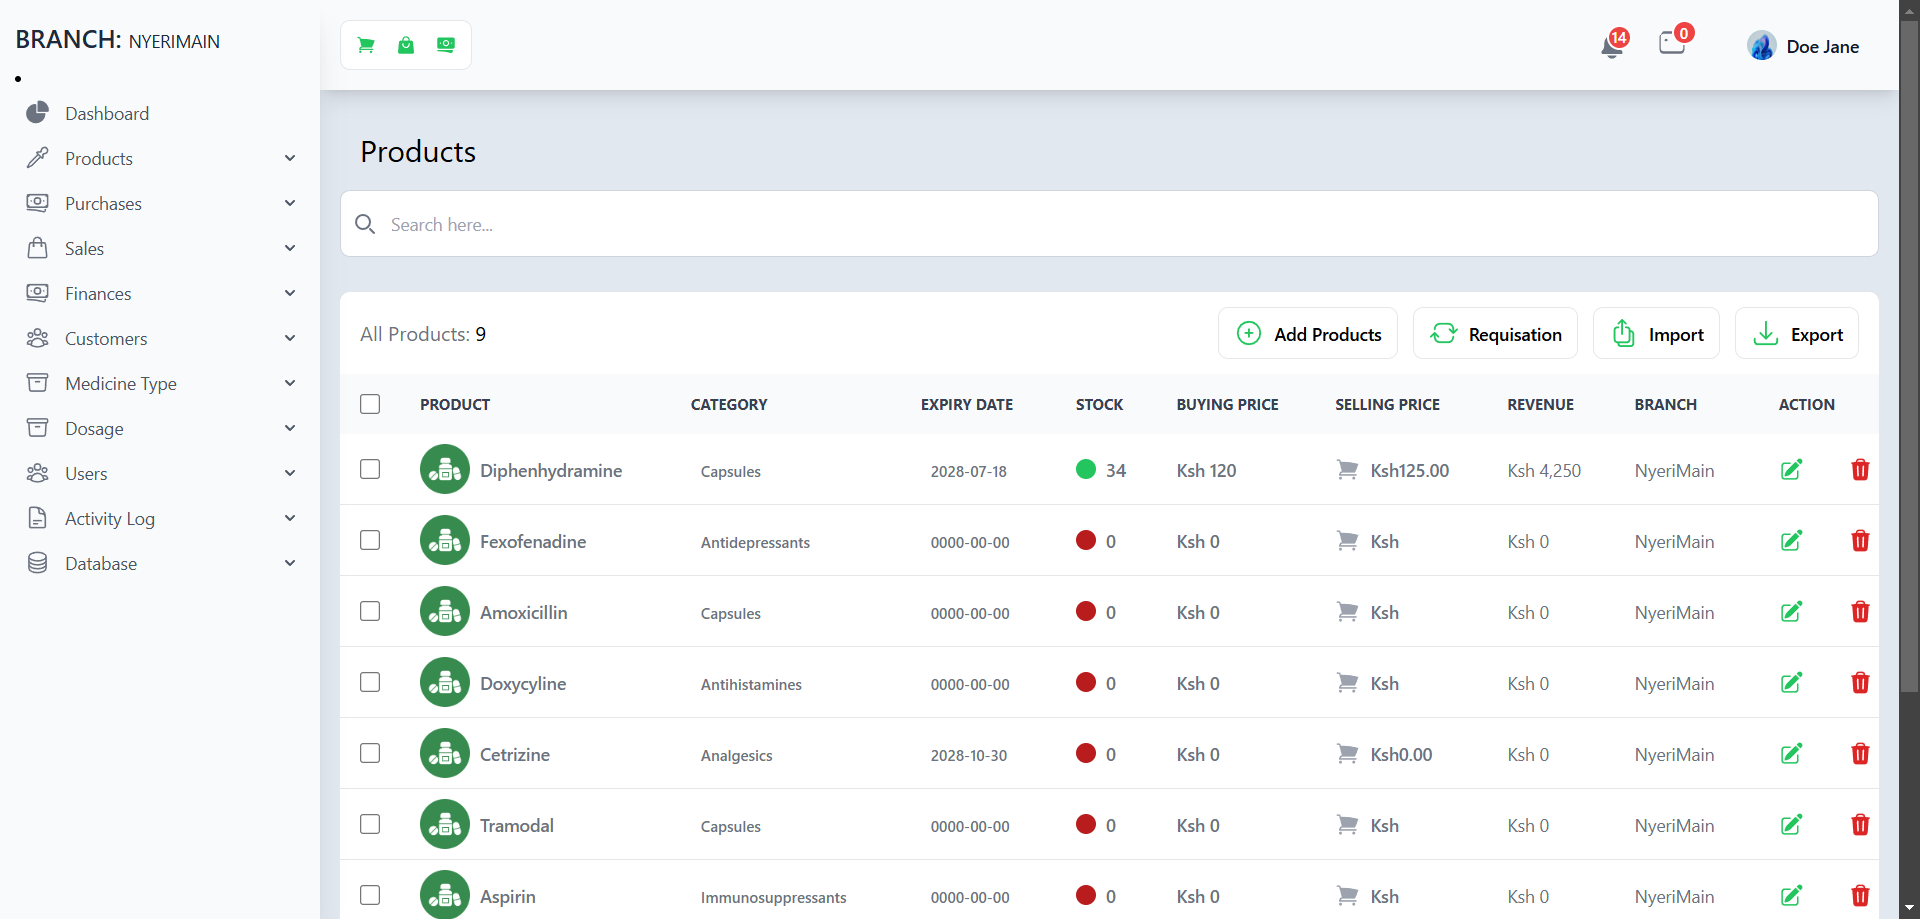 BRANCH: NYERIMAIN
Dashboard
Products
Purchases
Sales
Finances
Customers
Medicine Type
Dosage
Users
Activity Log
Database
14
0
Doe Jane
Products
Search here...
All Products: 9
Add Products
Requisation
Import
Export
PRODUCT CATEGORY EXPIRY DATE STOCK BUYING PRICE SELLING PRICE REVENUE BRANCH ACTION
Diphenhydramine Capsules 2028-07-18 34 Ksh 120 Ksh125.00 Ksh 4,250 NyeriMain
Fexofenadine Antidepressants 0000-00-00 0 Ksh 0 Ksh Ksh 0 NyeriMain
Amoxicillin Capsules 0000-00-00 0 Ksh 0 Ksh Ksh 0 NyeriMain
Doxycyline Antihistamines 0000-00-00 0 Ksh 0 Ksh Ksh 0 NyeriMain
Cetrizine Analgesics 2028-10-30 0 Ksh 0 Ksh0.00 Ksh 0 NyeriMain
Tramodal Capsules 0000-00-00 0 Ksh 0 Ksh Ksh 0 NyeriMain
Aspirin Immunosuppressants 0000-00-00 0 Ksh 0 Ksh Ksh 0 NyeriMain